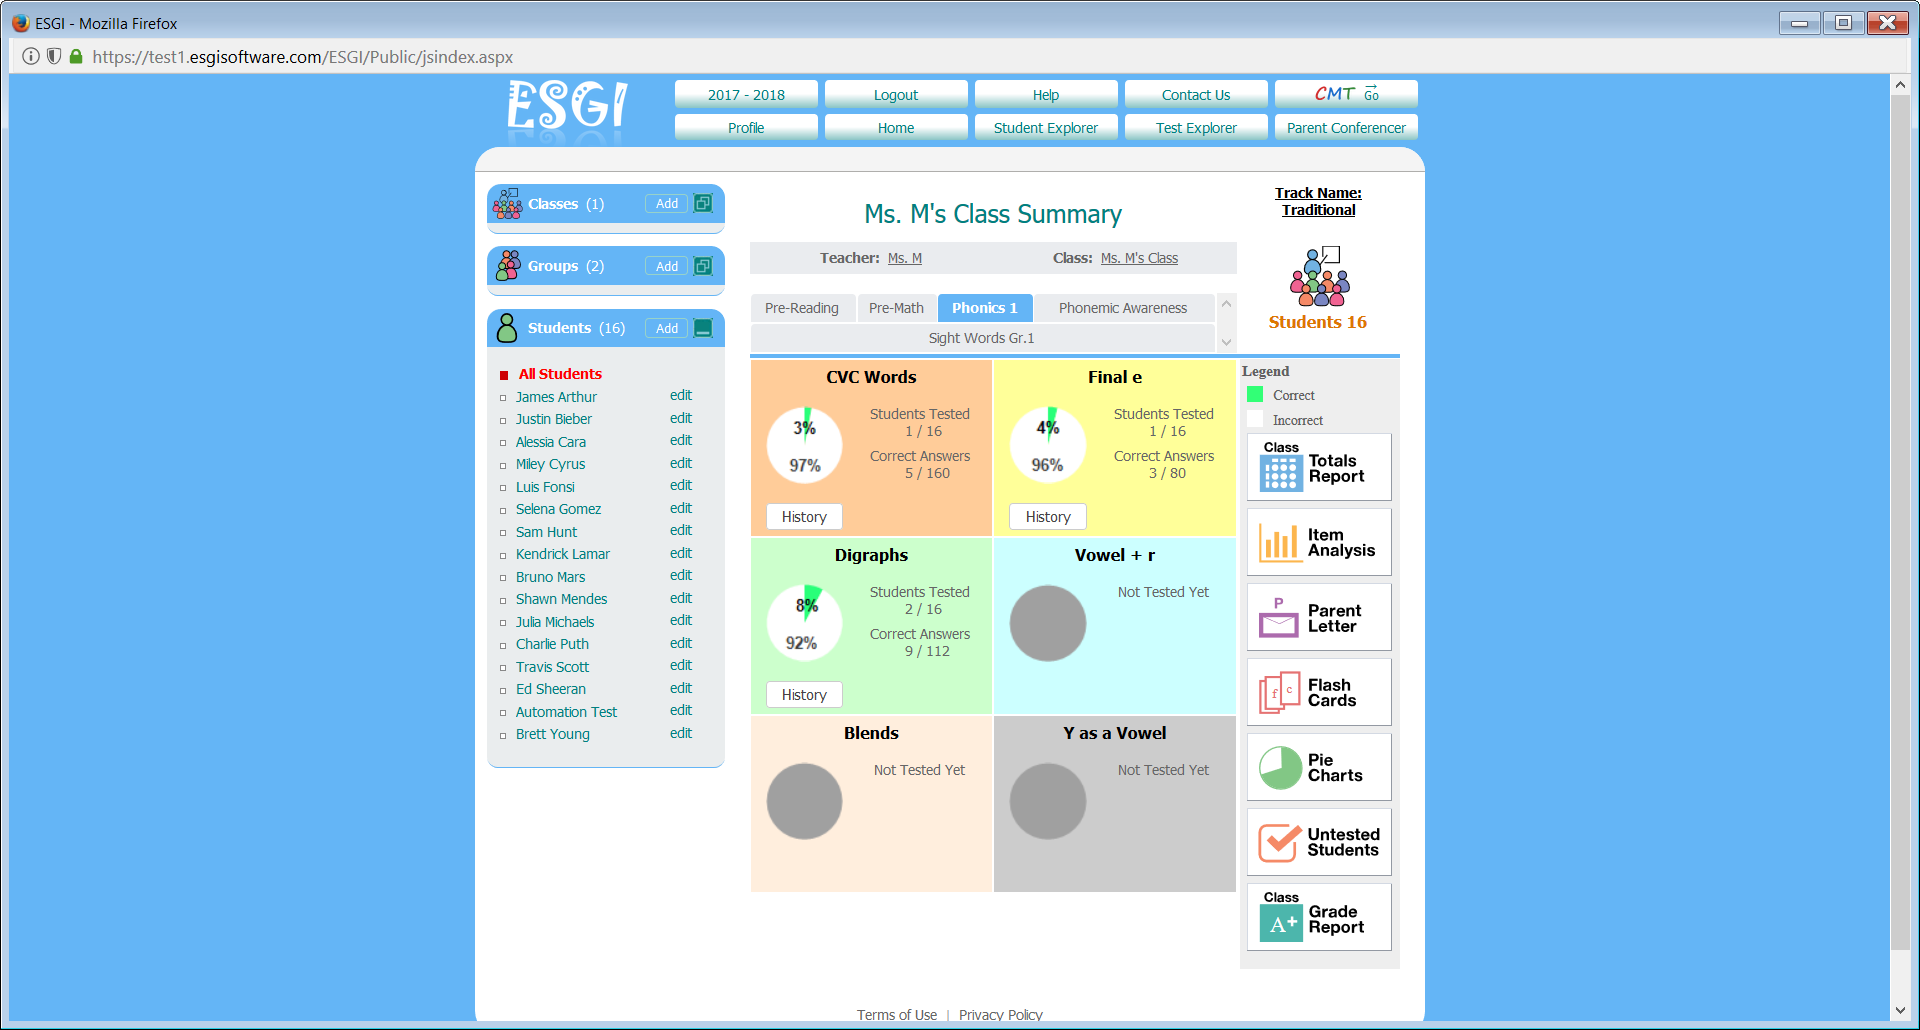 ESGI - Mozilla Firefox
https://test1.esgisoftware.com/ESGI/Public/jsindex.aspx
ESGI
2017 - 2018
Logout
Help
Contact Us
CMT Go
Profile
Home
Student Explorer
Test Explorer
Parent Conferencer
Classes (1)
Add
Groups (2)
Add
Students (16)
Add
All Students
James Arthur edit
Justin Bieber edit
Alessia Cara edit
Miley Cyrus edit
Luis Fonsi edit
Selena Gomez edit
Sam Hunt edit
Kendrick Lamar edit
Bruno Mars edit
Shawn Mendes edit
Julia Michaels edit
Charlie Puth edit
Travis Scott edit
Ed Sheeran edit
Automation Test edit
Brett Young edit
Ms. M's Class Summary
Teacher: Ms. M
Class: Ms. M's Class
Track Name:
Traditional
Students 16
Pre-Reading
Pre-Math
Phonics 1
Phonemic Awareness
Sight Words Gr.1
CVC Words
3%
97%
Students Tested
1 / 16
Correct Answers
5 / 160
History
Final e
4%
96%
Students Tested
1 / 16
Correct Answers
3 / 80
History
Digraphs
8%
92%
Students Tested
2 / 16
Correct Answers
9 / 112
History
Vowel + r
Not Tested Yet
Blends
Not Tested Yet
Y as a Vowel
Not Tested Yet
Legend
Correct
Incorrect
Class
Totals
Report
Item
Analysis
P
Parent
Letter
f c
Flash
Cards
Pie
Charts
Untested
Students
Class
A+
Grade
Report
Terms of Use | Privacy Policy